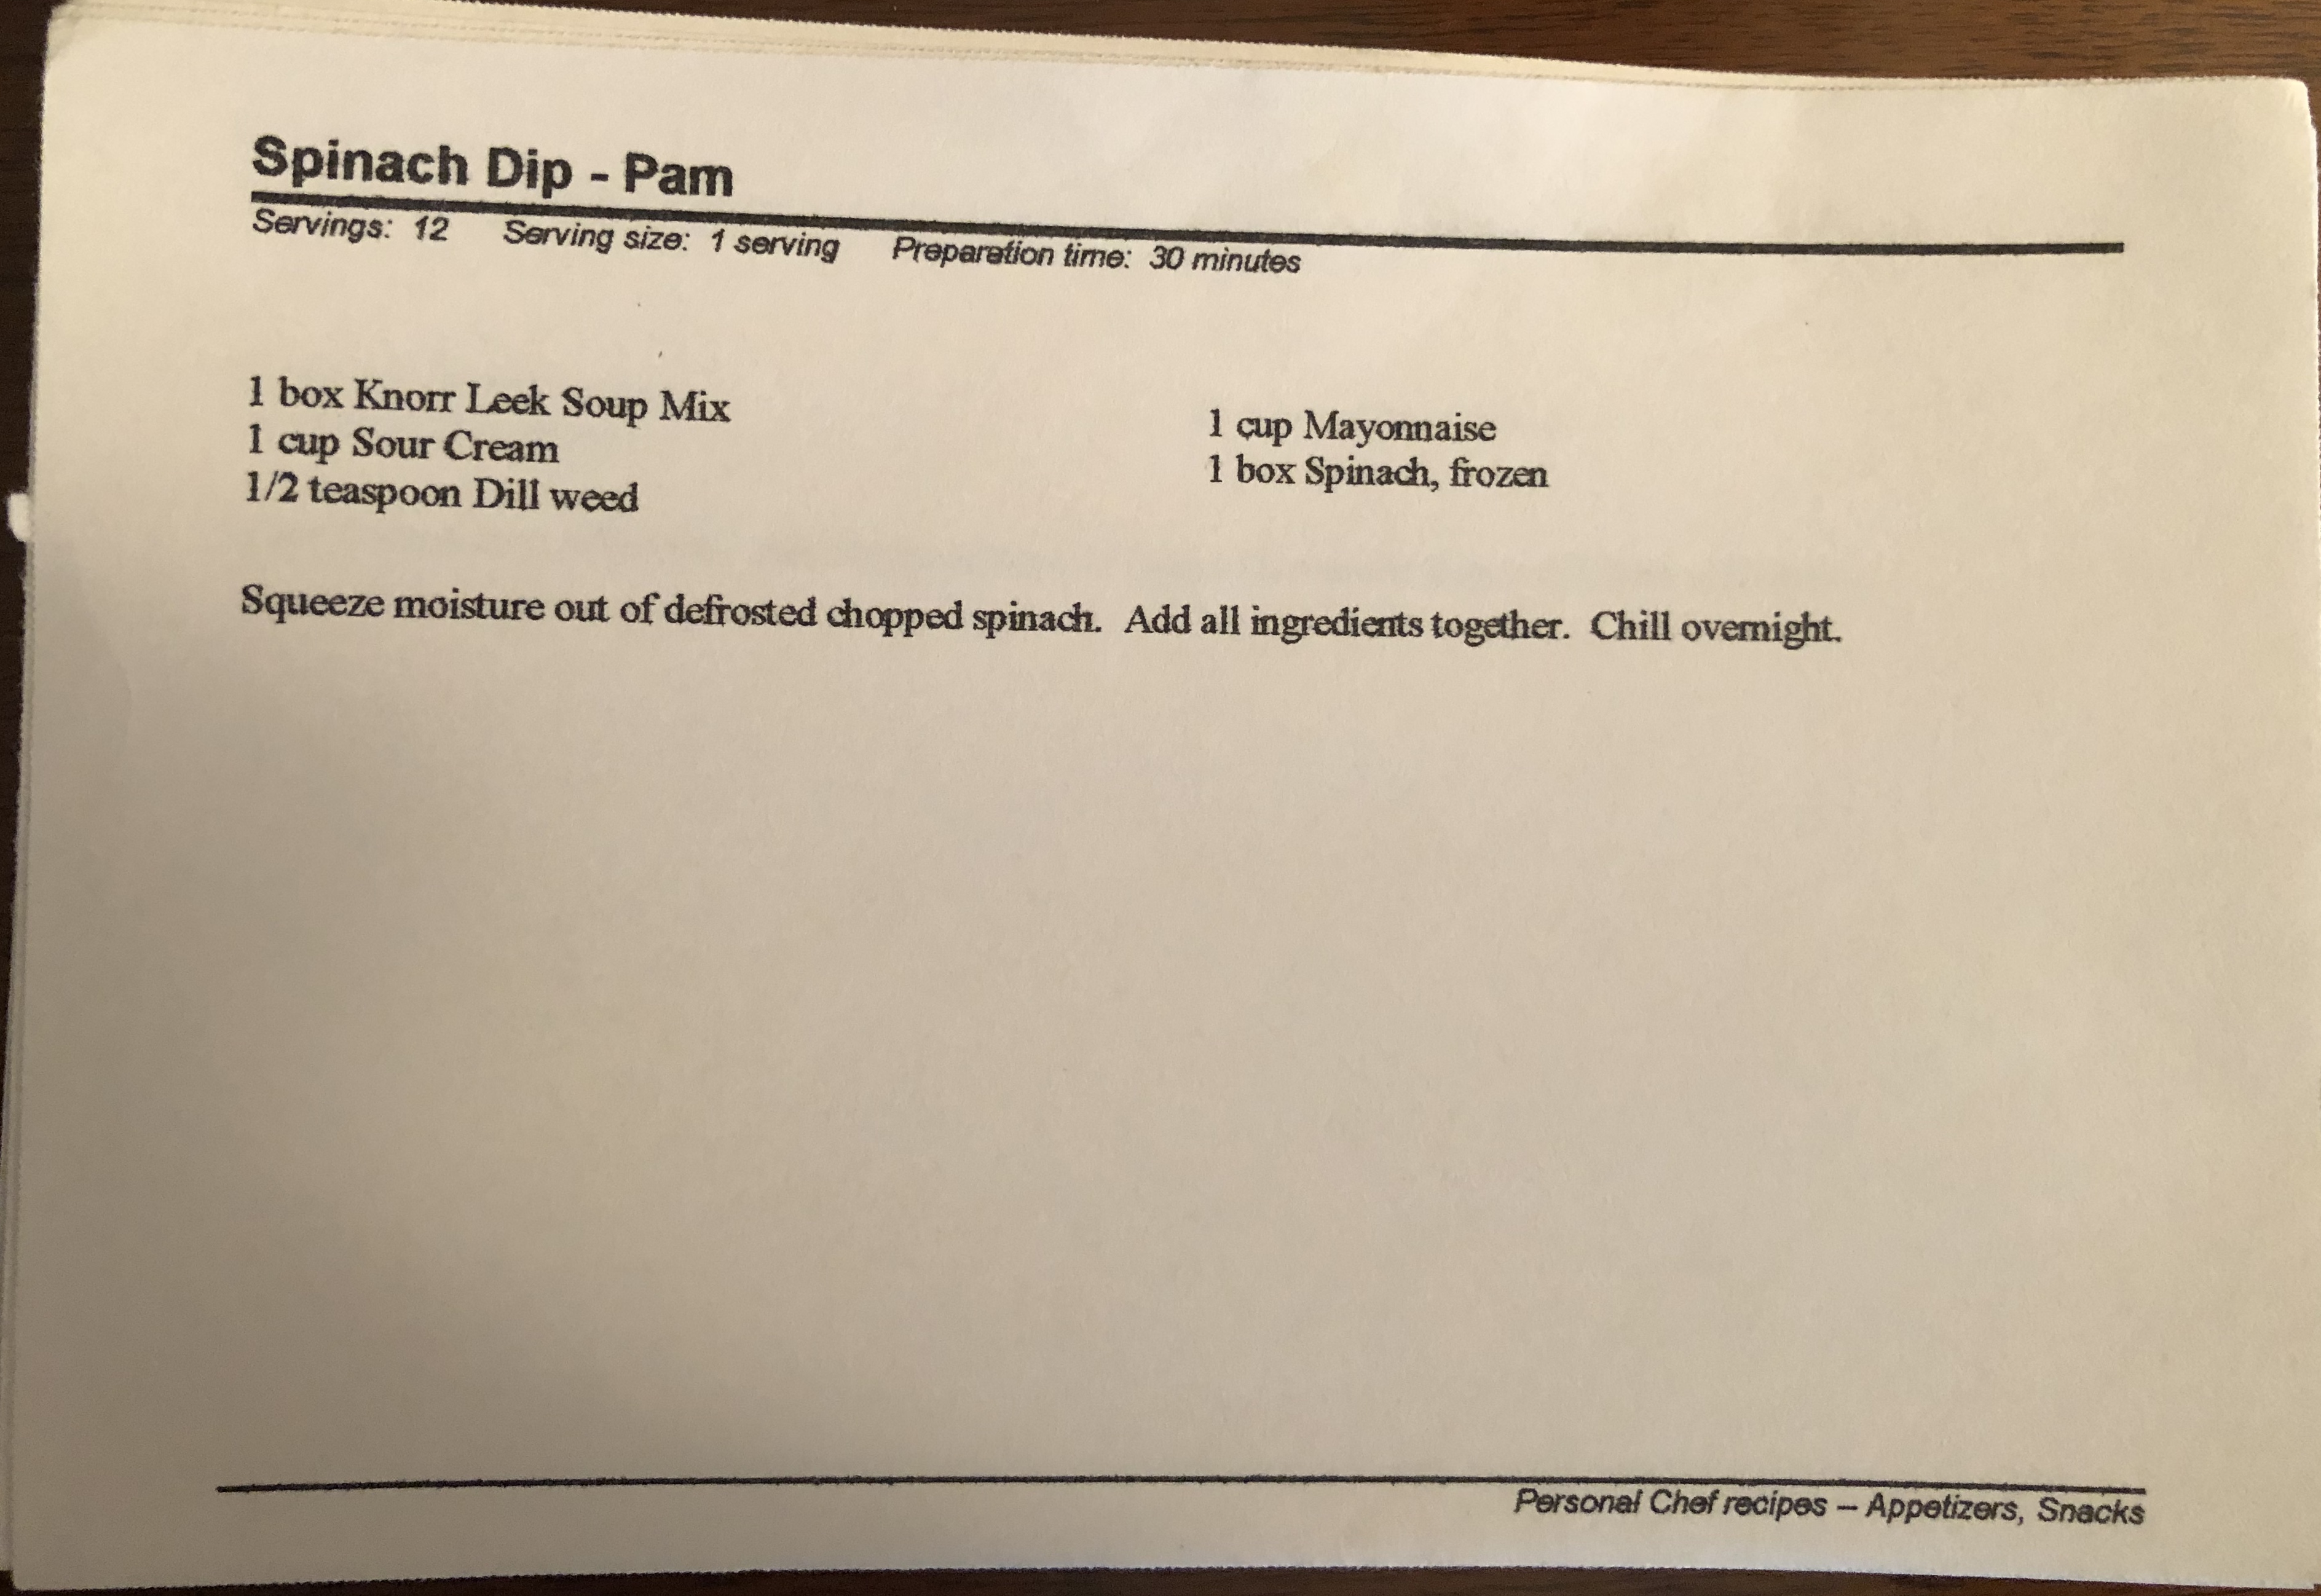 Spinach Dip - Pam
Servings: 12 Serving size: 1 serving Preparation time: 30 minutes
1 box Knorr Leek Soup Mix
1 cup Sour Cream
1/2 teaspoon Dill weed
1 cup Mayonnaise
1 box Spinach, frozen
Squeeze moisture out of defrosted chopped spinach. Add all ingredients together. Chill overnight.
Personal Chef recipes – Appetizers, Snacks